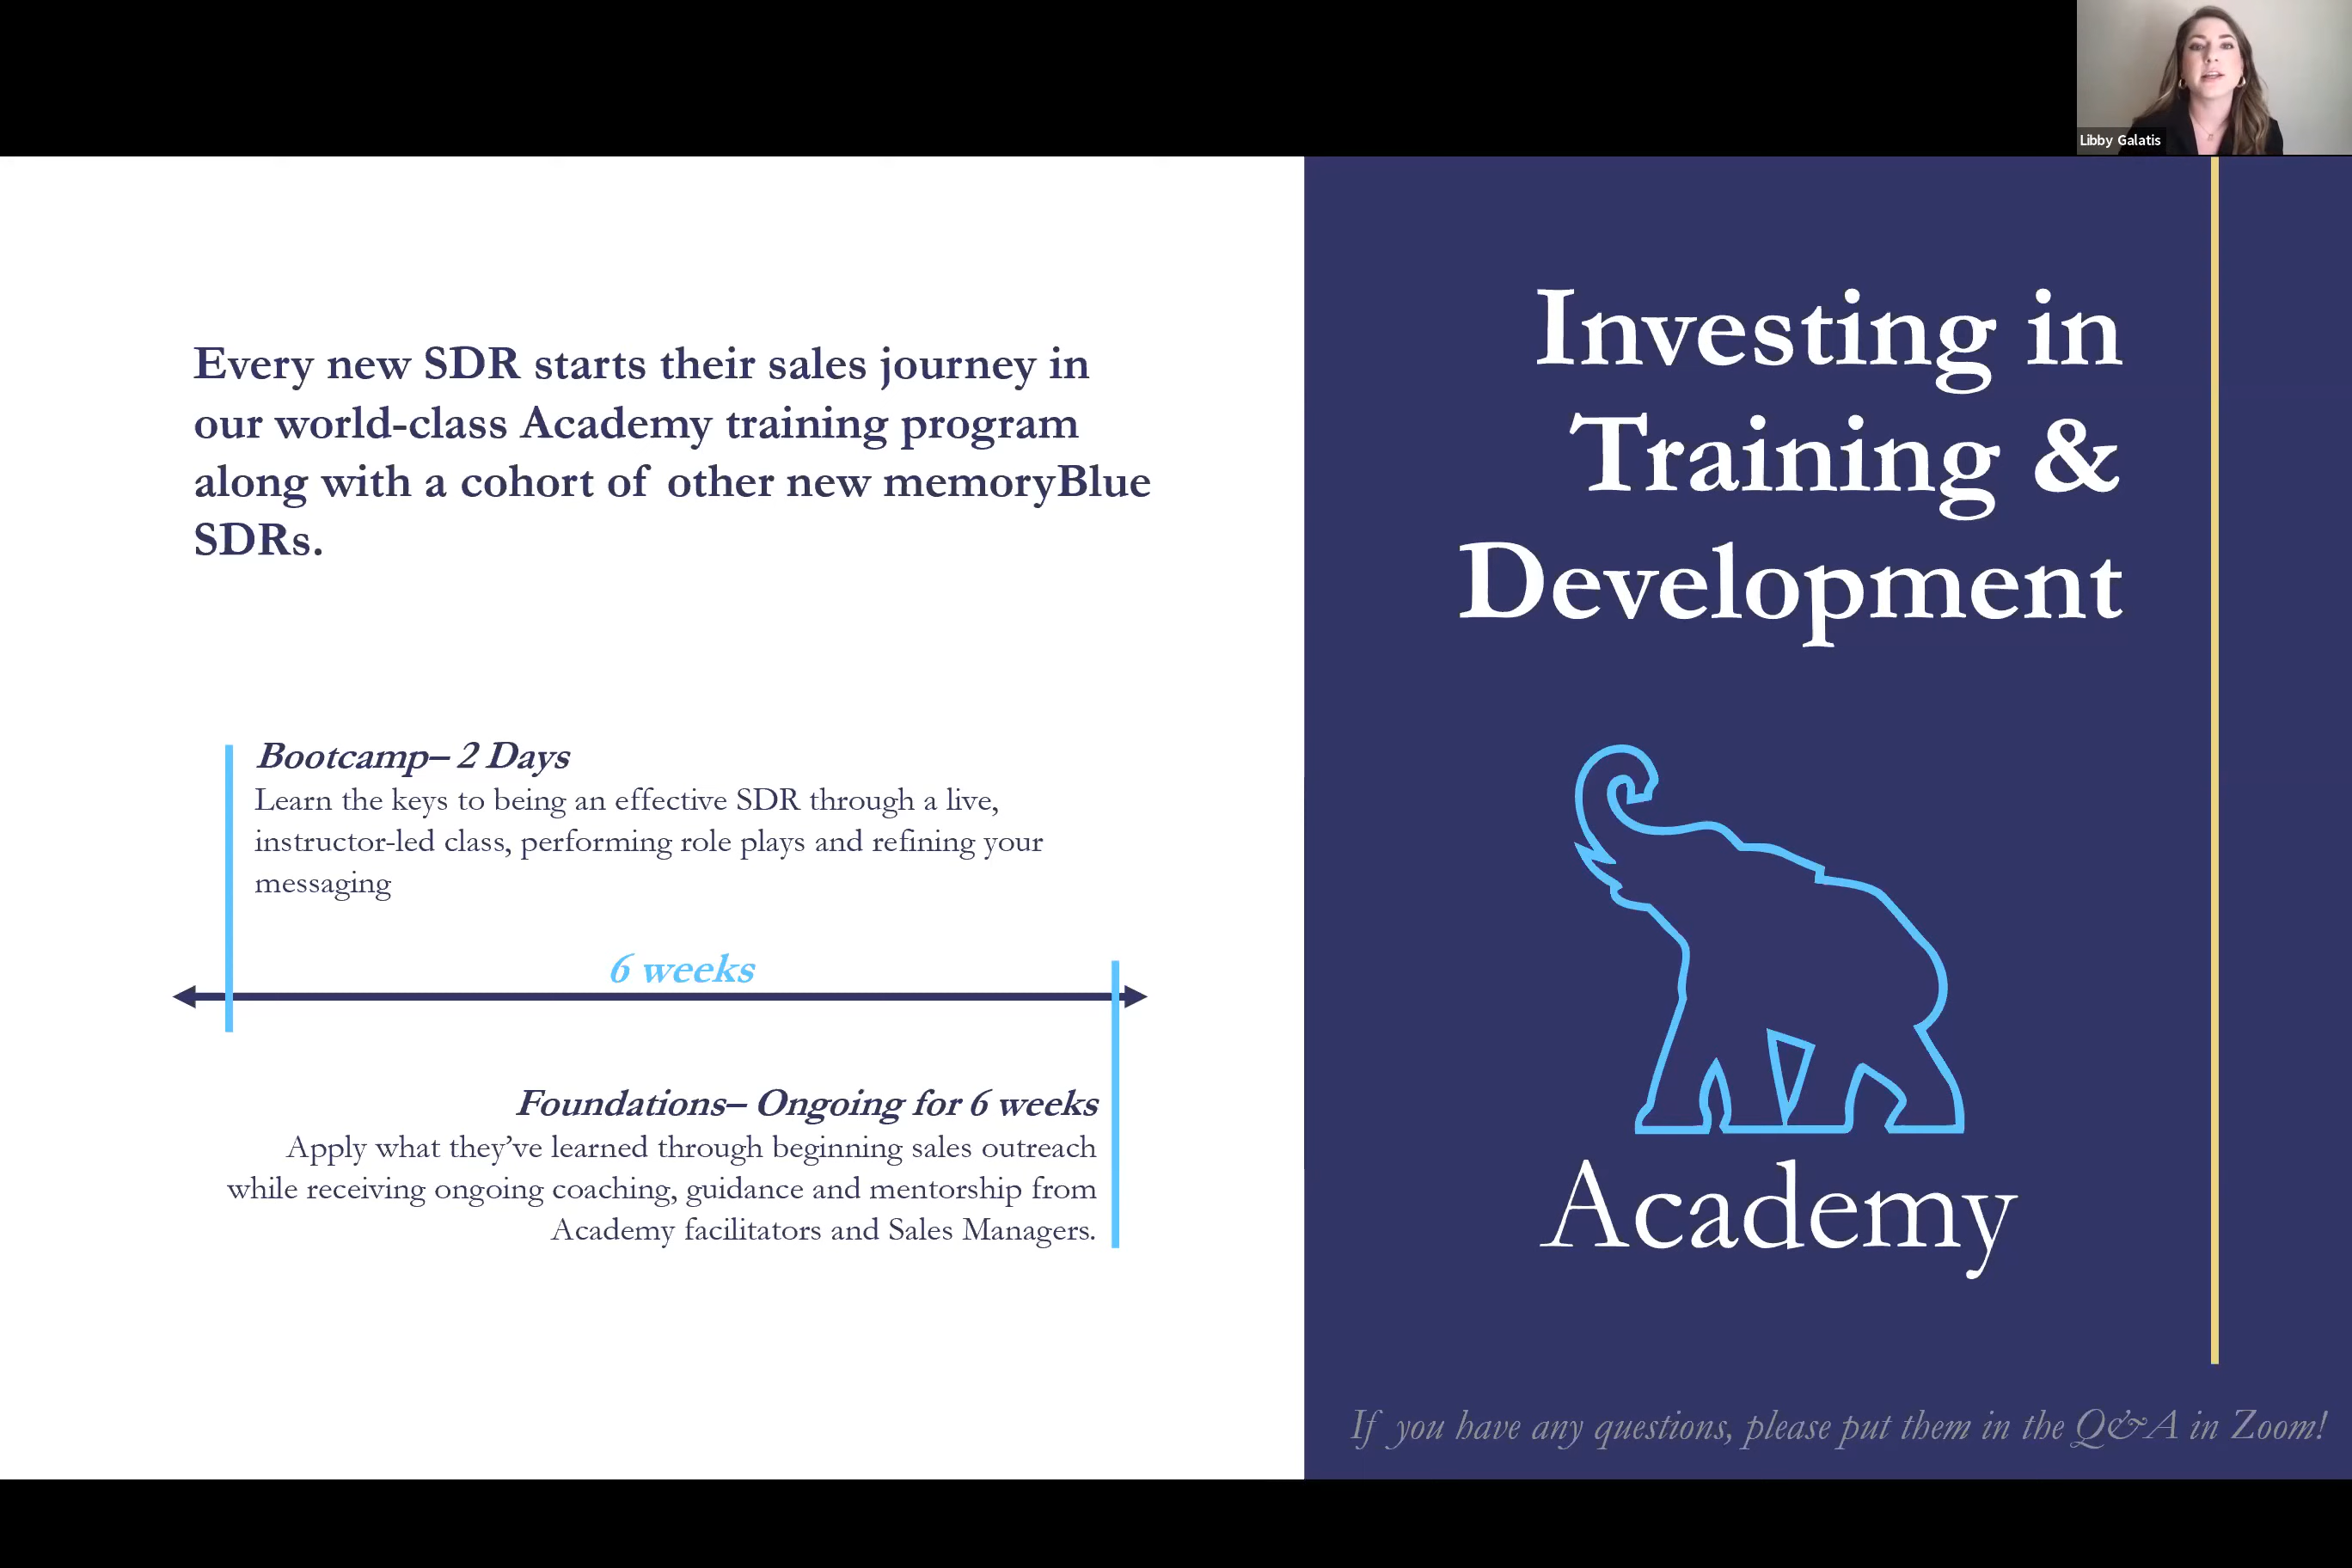 Libby Galatis
Every new SDR starts their sales journey in
our world-class Academy training program
along with a cohort of other new memoryBlue
SDRs.
Bootcamp– 2 Days
Learn the keys to being an effective SDR through a live,
instructor-led class, performing role plays and refining your
messaging
6 weeks
Foundations– Ongoing for 6 weeks
Apply what they’ve learned through beginning sales outreach
while receiving ongoing coaching, guidance and mentorship from
Academy facilitators and Sales Managers.
Investing in
Training &
Development
Academy
If you have any questions, please put them in the Q&A in Zoom!